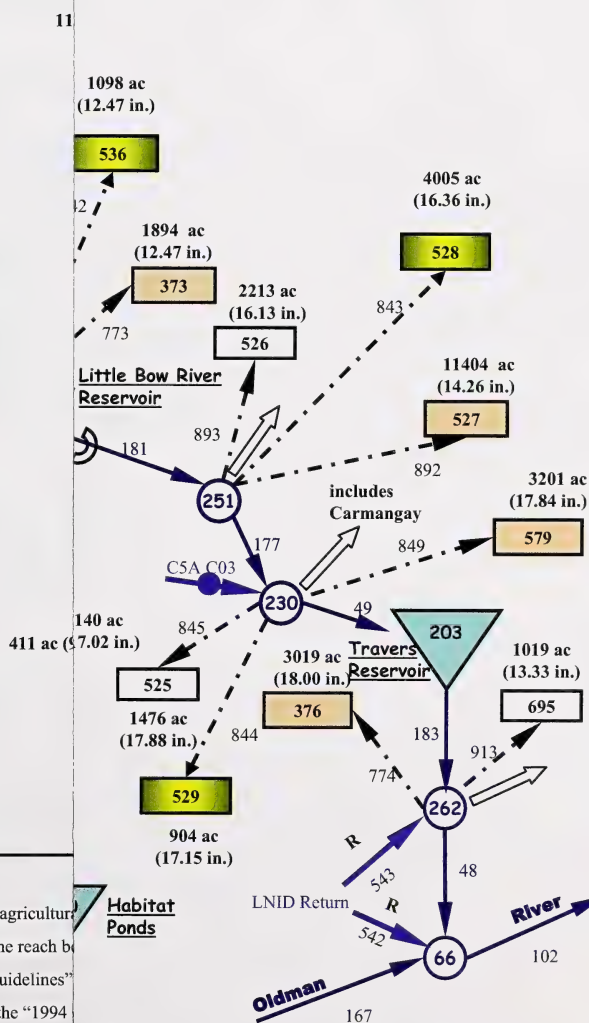 11
1098 ac
(12.47 in.)
536
4005 ac
(16.36 in.)
1894 ac
(12.47 in.)
528
373
2213 ac
(16.13 in.)
773
843
526
Little Bow River
Reservoir
11404 ac
(14.26 in.)
527
893
181
892
251
3201 ac
(17.84 in.)
includes
Carmangay
579
177
849
C5A C03
230
49
140 ac
411 ac
7.02 in.)
845
203
Travers
Reservoir
3019 ac
(18.00 in.)
1019 ac
(13.33 in.)
525
376
695
1476 ac
(17.88 in.)
844
183
913
774
529
262
904 ac
(17.15 in.)
R
543
48
LNID Return
R
542
Habitat
Ponds
River
66
102
Oldman
167
agricultur
ne reach b
uidelines"
the "1994